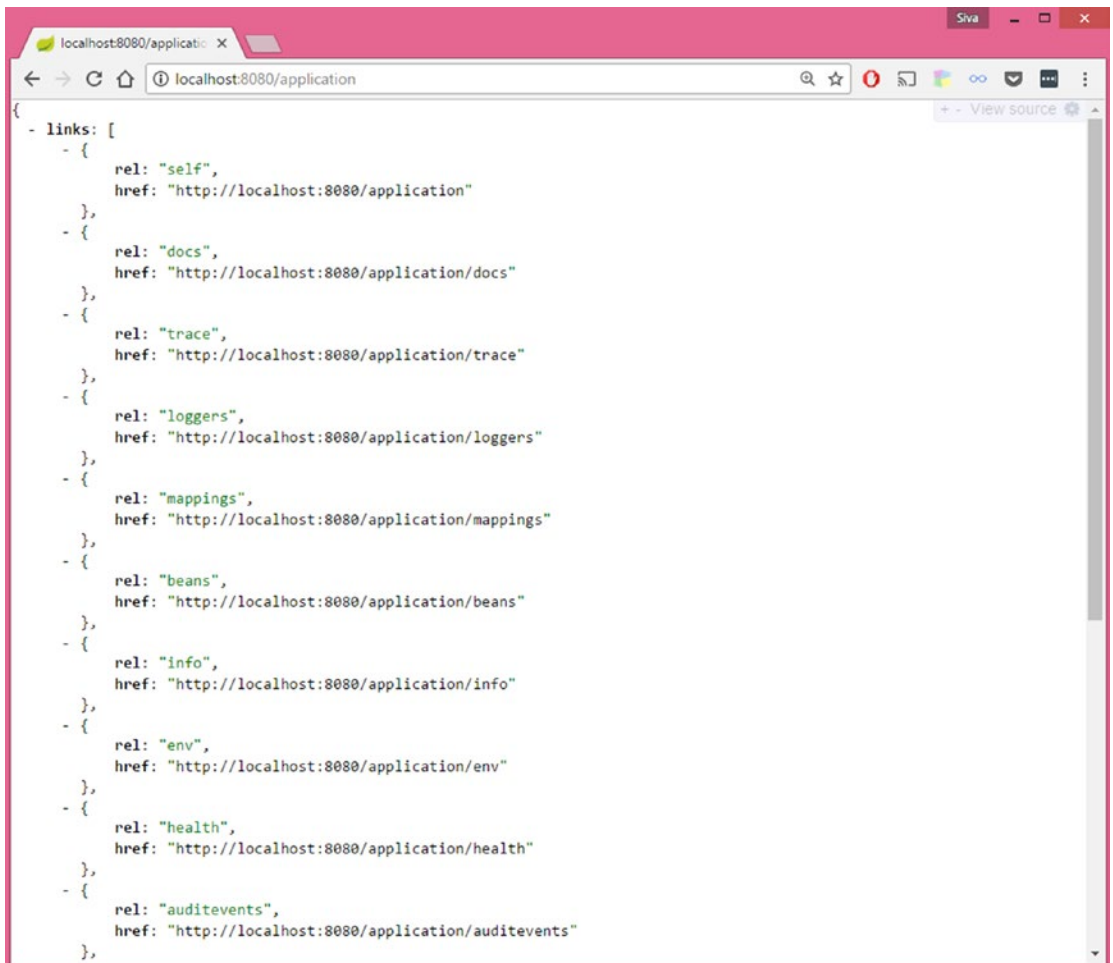 Siva
localhost:8080/applicatio
localhost:8080/application
+ - View source
{
- links: [
- {
rel: "self",
href: "http://localhost:8080/application"
},
- {
rel: "docs",
href: "http://localhost:8080/application/docs"
},
- {
rel: "trace",
href: "http://localhost:8080/application/trace"
},
- {
rel: "loggers",
href: "http://localhost:8080/application/loggers"
},
- {
rel: "mappings",
href: "http://localhost:8080/application/mappings"
},
- {
rel: "beans",
href: "http://localhost:8080/application/beans"
},
- {
rel: "info",
href: "http://localhost:8080/application/info"
},
- {
rel: "env",
href: "http://localhost:8080/application/env"
},
- {
rel: "health",
href: "http://localhost:8080/application/health"
},
- {
rel: "auditevents",
href: "http://localhost:8080/application/auditevents"
},